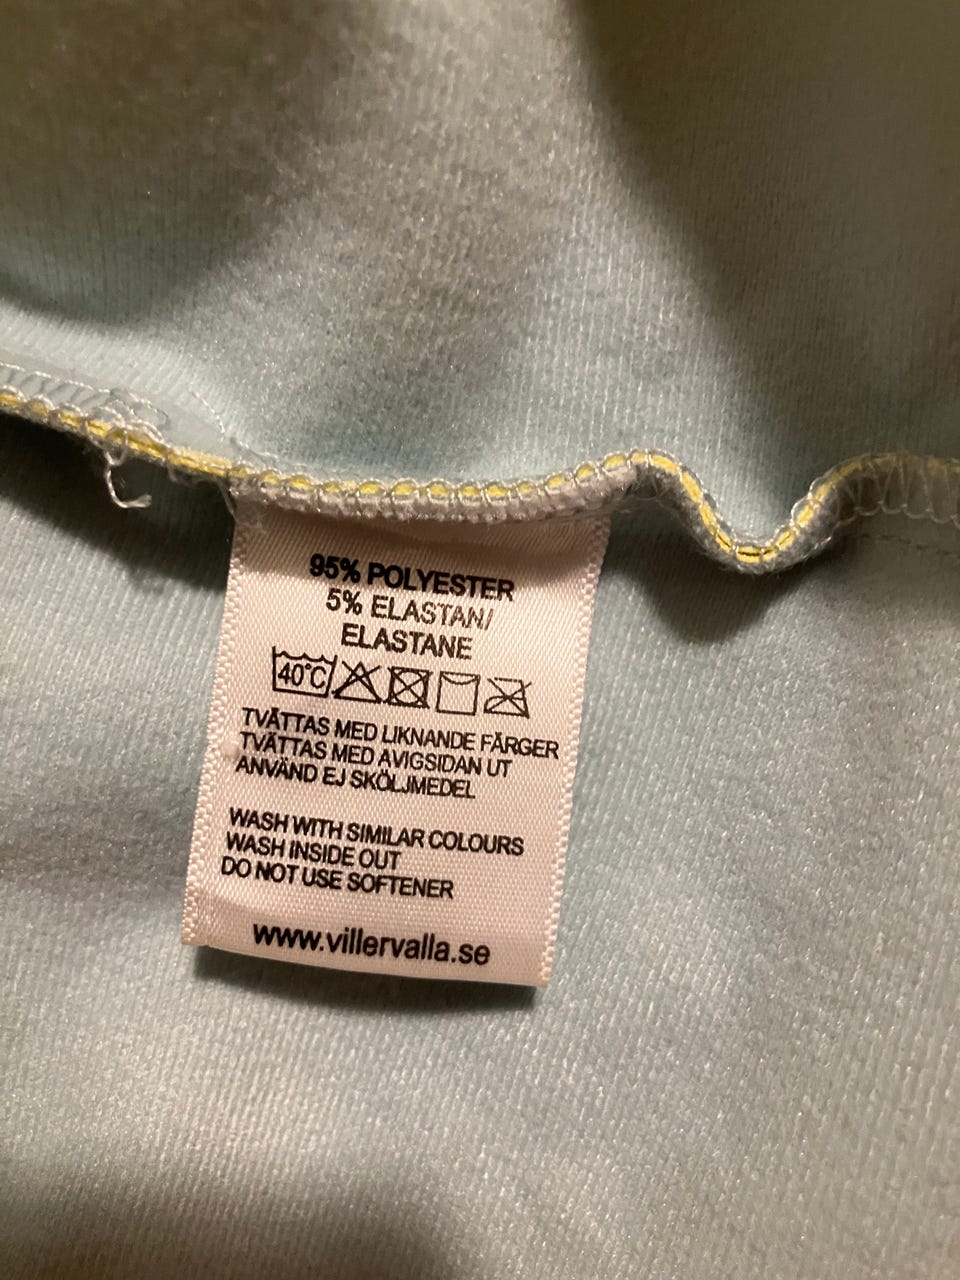 95% POLYESTER
5% ELASTAN/
ELASTANE
40°C
TVÄTTAS MED LIKNANDE FÄRGER
TVÄTTAS MED AVIGSIDAN UT
ANVÄND EJ SKÖLJMEDEL
WASH WITH SIMILAR COLOURS
WASH INSIDE OUT
DO NOT USE SOFTENER
www.villervalla.se